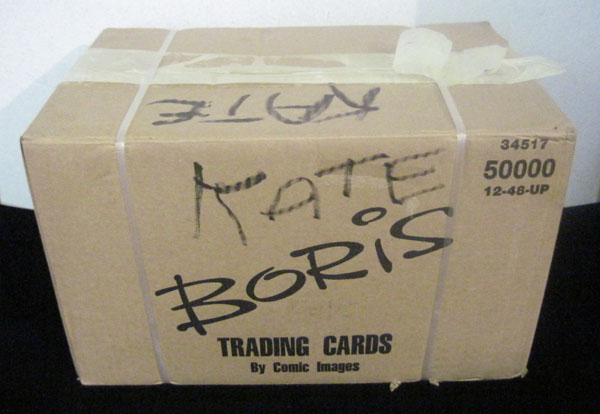 KATE
34517
50000
12-48-UP
KATE
BORIS
TRADING CARDS
By Comic Images